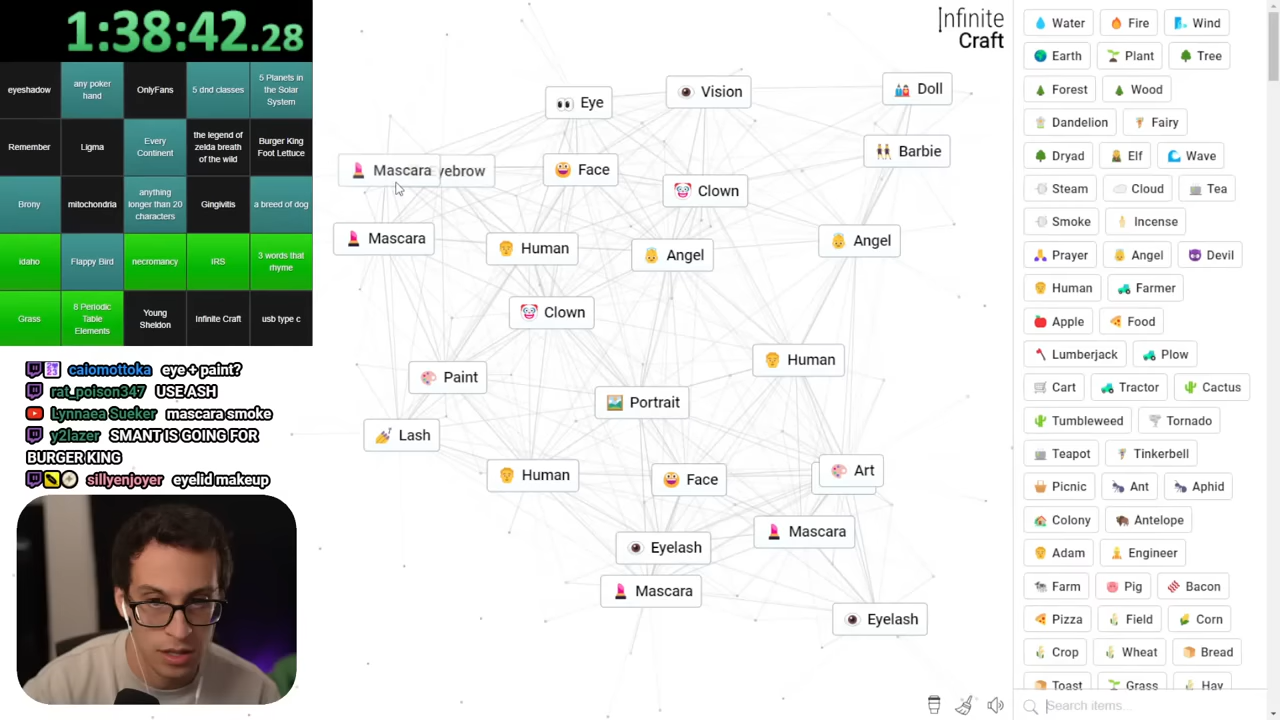 1:38:42.28
eyeshadow
any poker
hand
OnlyFans
5 dnd classes
5 Planets in
the Solar
System
Remember
Ligma
Every
Continent
the legend of
zelda breath
of the wild
Burger King
Foot Lettuce
Brony
mitochondria
anything
longer than 20
characters
Gingivitis
a breed of dog
idaho
Flappy Bird
necromancy
IRS
3 words that
rhyme
Grass
8 Periodic
Table
Elements
Young
Sheldon
Infinite Craft
usb type c
caiomottoka eye + paint?
rat_poison347 USE ASH
Lynnaea Sueker mascara smoke
y2lazer SMANT IS GOING FOR
BURGER KING
sillyenjoyer eyelid makeup
Infinite
Craft
Eye
Vision
Doll
Barbie
Mascara
yebrow
Face
Clown
Mascara
Human
Angel
Angel
Clown
Human
Paint
Portrait
Lash
Human
Face
Art
Mascara
Eyelash
Mascara
Eyelash
Water
Fire
Wind
Earth
Plant
Tree
Forest
Wood
Dandelion
Fairy
Dryad
Elf
Wave
Steam
Cloud
Tea
Smoke
Incense
Prayer
Angel
Devil
Human
Farmer
Apple
Food
Lumberjack
Plow
Cart
Tractor
Cactus
Tumbleweed
Tornado
Teapot
Tinkerbell
Picnic
Ant
Aphid
Colony
Antelope
Adam
Engineer
Farm
Pig
Bacon
Pizza
Field
Corn
Crop
Wheat
Bread
Toast
Grass
Hay
Search items...